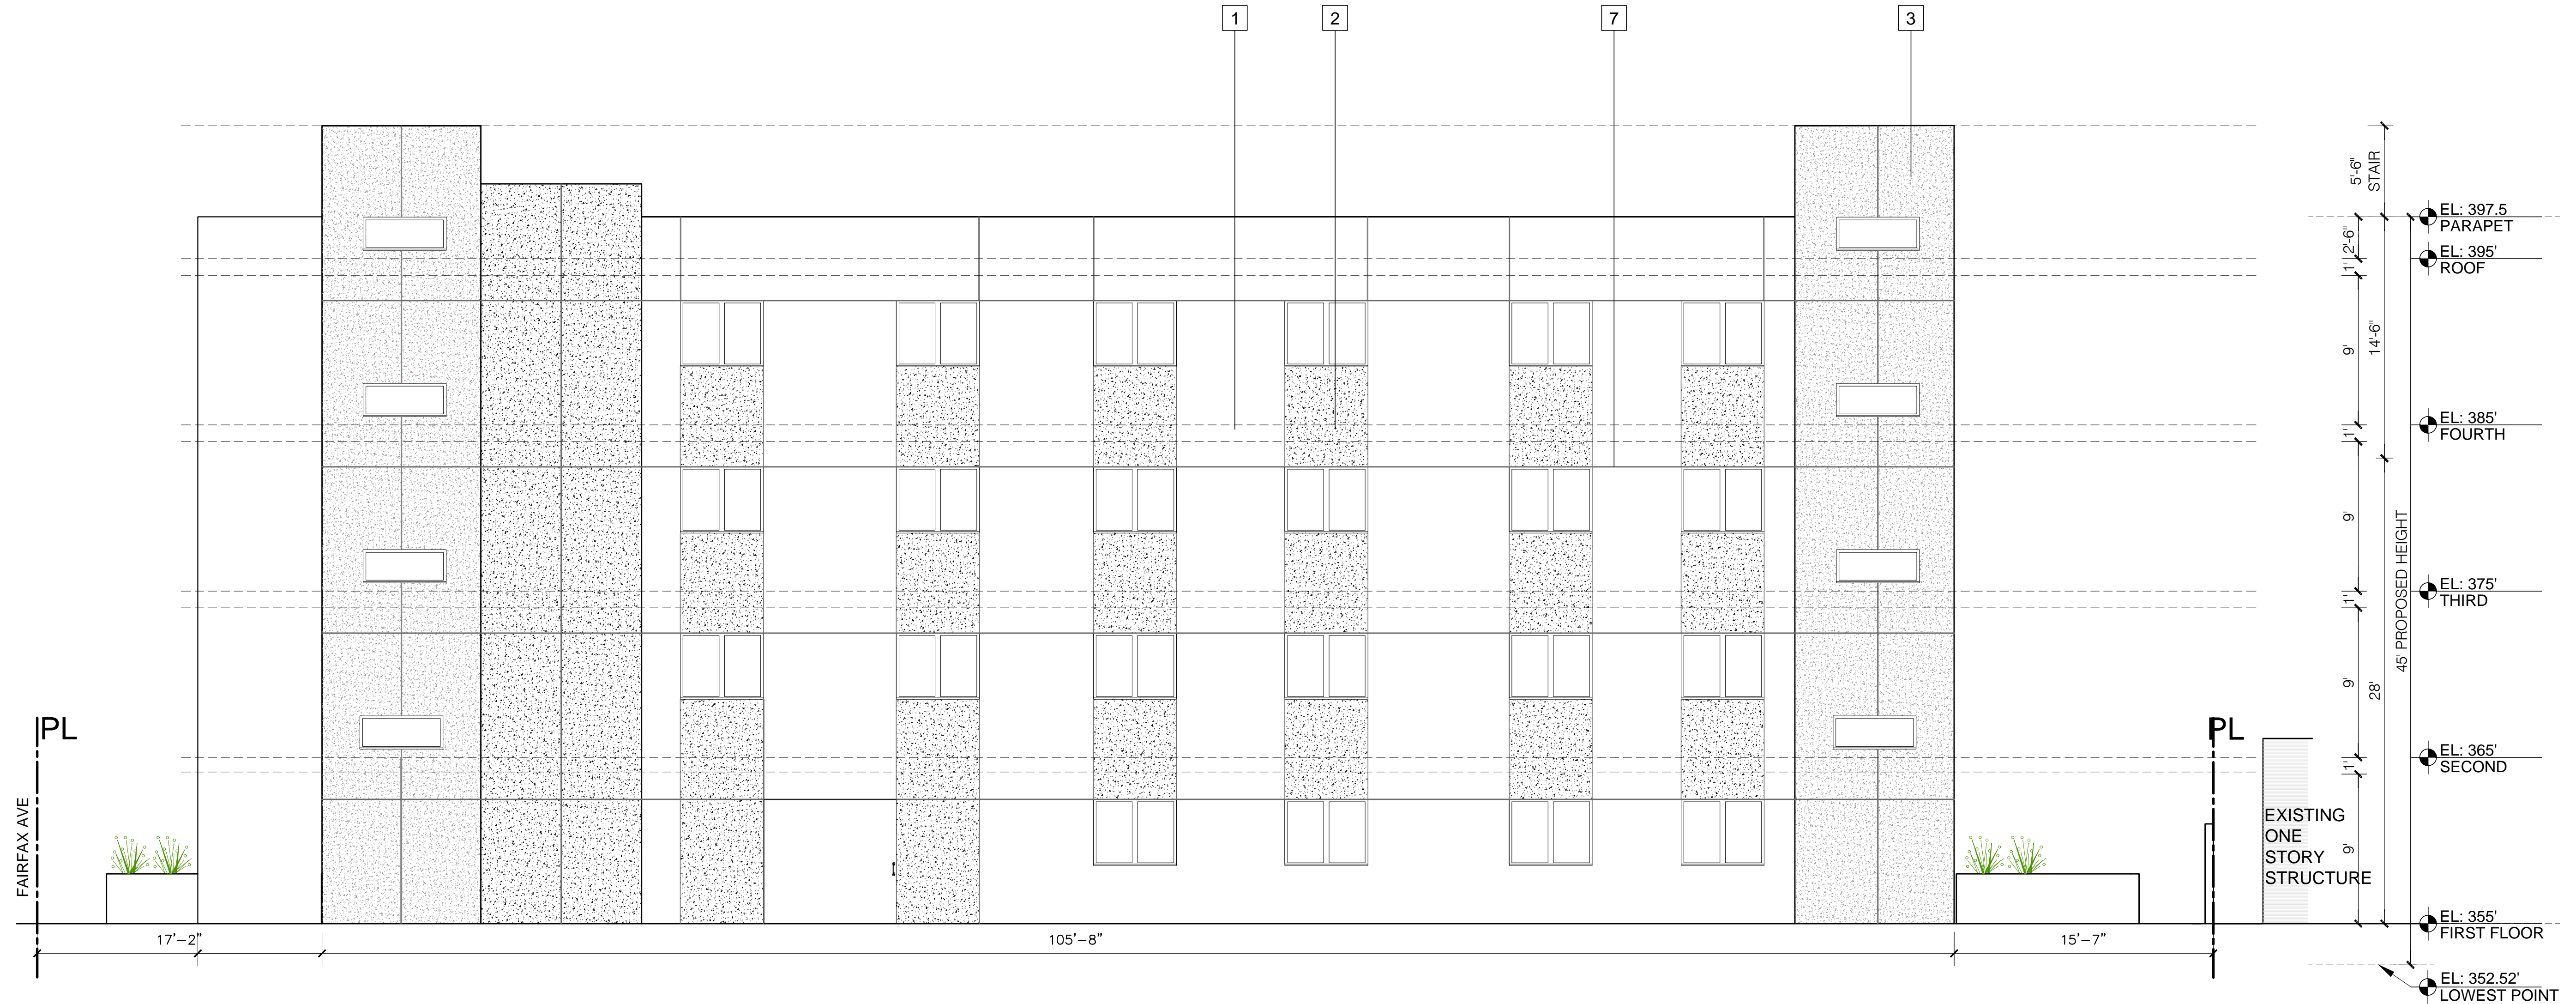 1
2
7
3
5'-6"
STAIR
EL: 397.5
PARAPET
2'-6"
EL: 395'
ROOF
1'
9'
14'-6"
EL: 385'
FOURTH
1'
9'
45' PROPOSED HEIGHT
EL: 375'
THIRD
1'
9'
28'
PL
PL
EL: 365'
SECOND
1'
FAIRFAX AVE
9'
EXISTING
ONE
STORY
STRUCTURE
EL: 355'
FIRST FLOOR
17'-2"
105'-8"
15'-7"
EL: 352.52'
LOWEST POINT